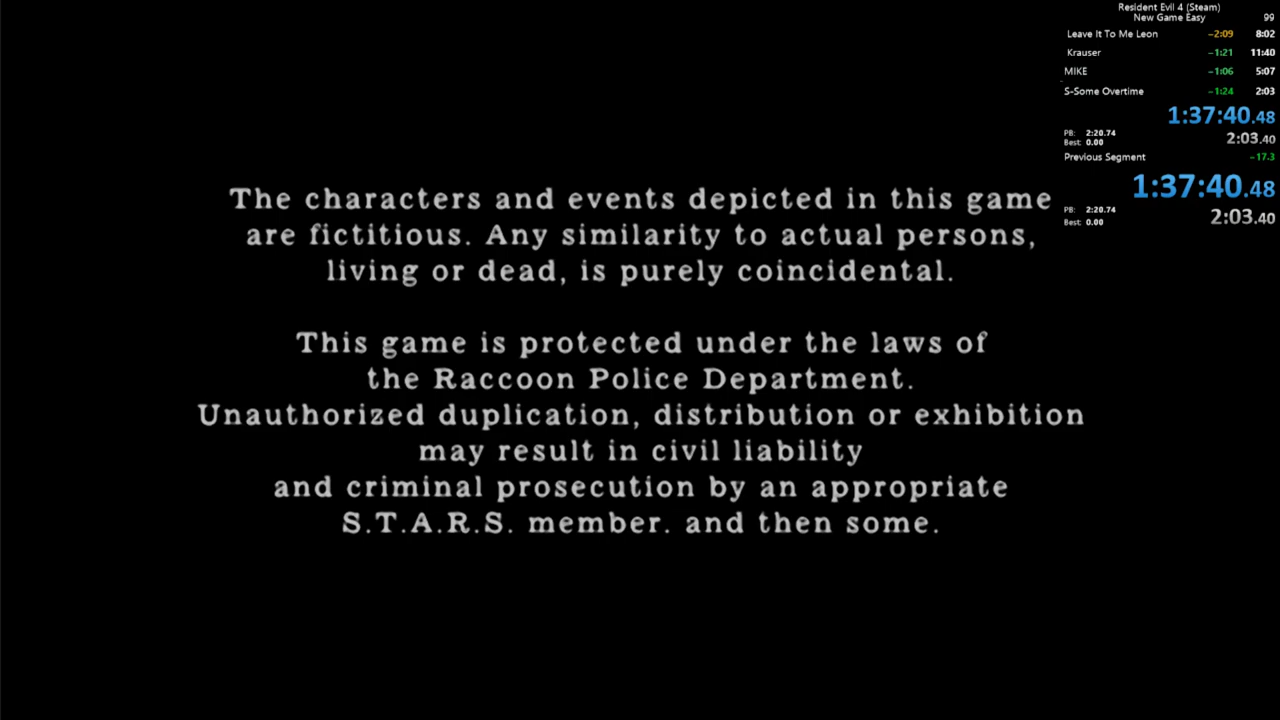 Resident Evil 4 (Steam)
New Game Easy 99
Leave It To Me Leon −2:09 8:02
Krauser −1:21 11:40
MIKE −1:06 5:07
S-Some Overtime −1:24 2:03
1:37:40.48
PB: 2:20.74
Best: 0.00
2:03.40
Previous Segment −17.3
1:37:40.48
PB: 2:20.74
Best: 0.00
2:03.40
The characters and events depicted in this game
are fictitious. Any similarity to actual persons,
living or dead, is purely coincidental.
This game is protected under the laws of
the Raccoon Police Department.
Unauthorized duplication, distribution or exhibition
may result in civil liability
and criminal prosecution by an appropriate
S.T.A.R.S. member. and then some.